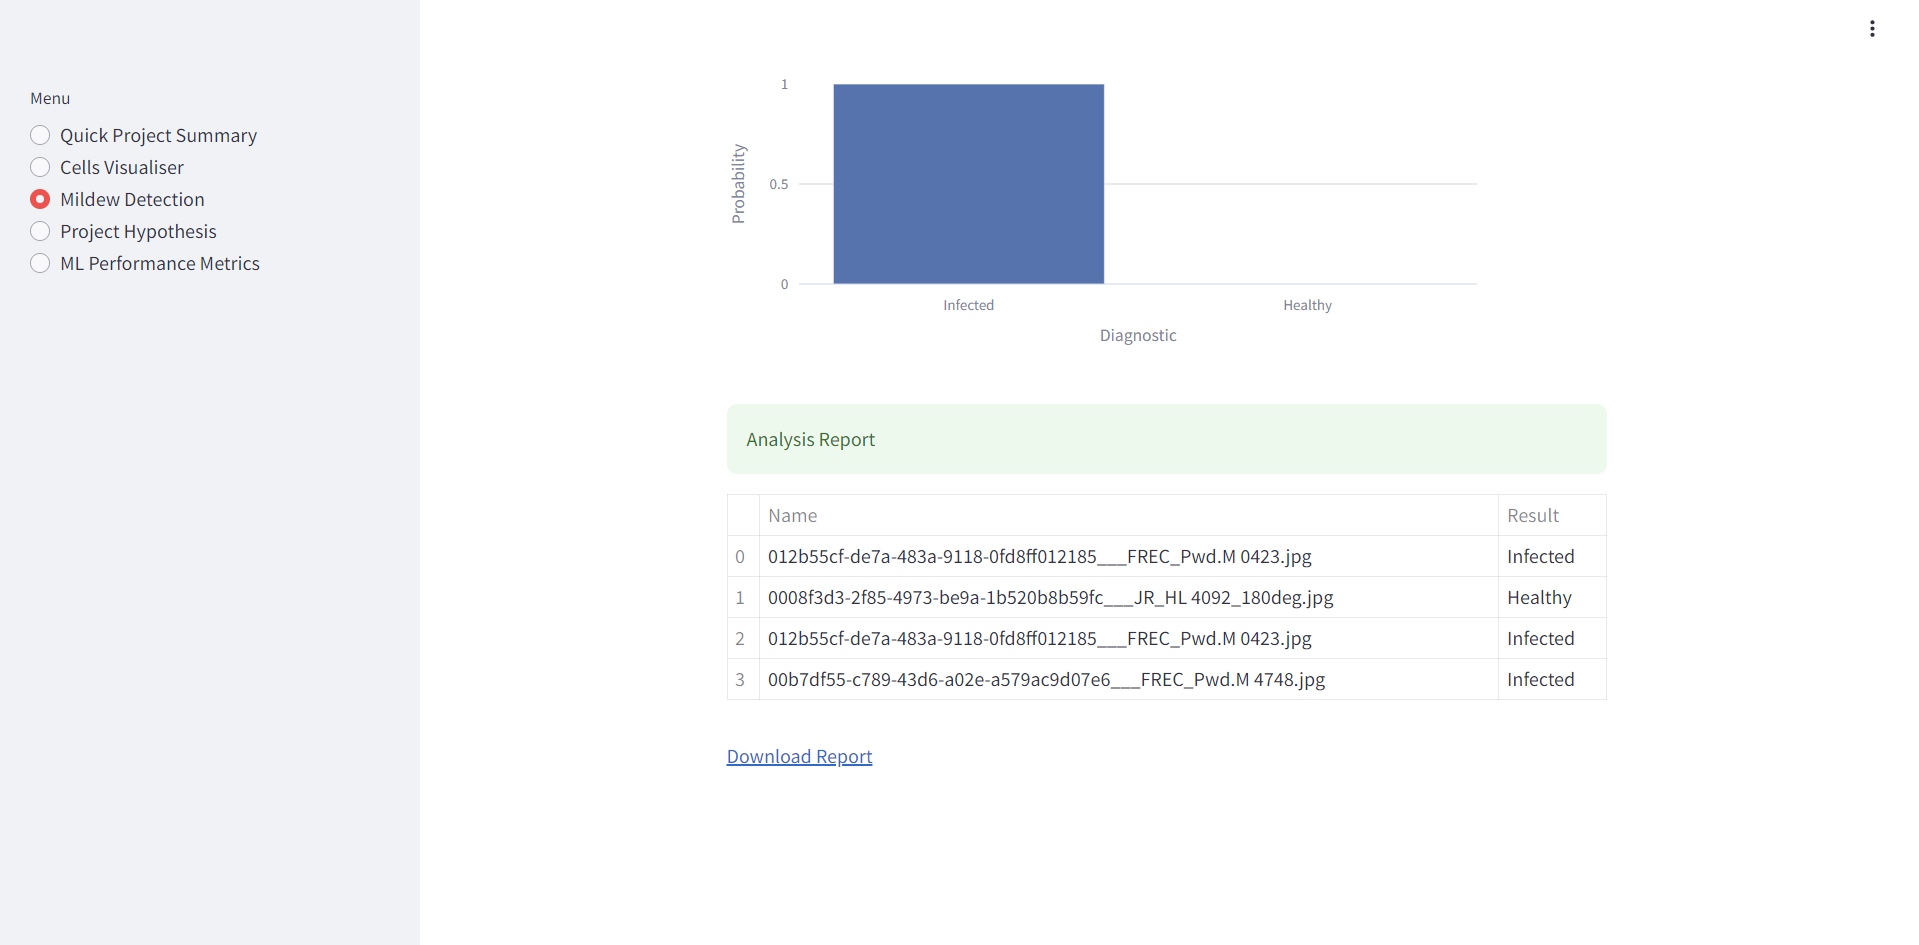 Menu
Quick Project Summary
Cells Visualiser
Mildew Detection
Project Hypothesis
ML Performance Metrics
1
0.5
0
Probability
Infected Healthy
Diagnostic
Analysis Report
Name Result
0 012b55cf-de7a-483a-9118-0fd8ff012185___FREC_Pwd.M 0423.jpg Infected
1 0008f3d3-2f85-4973-be9a-1b520b8b59fc___JR_HL 4092_180deg.jpg Healthy
2 012b55cf-de7a-483a-9118-0fd8ff012185___FREC_Pwd.M 0423.jpg Infected
3 00b7df55-c789-43d6-a02e-a579ac9d07e6___FREC_Pwd.M 4748.jpg Infected
Download Report